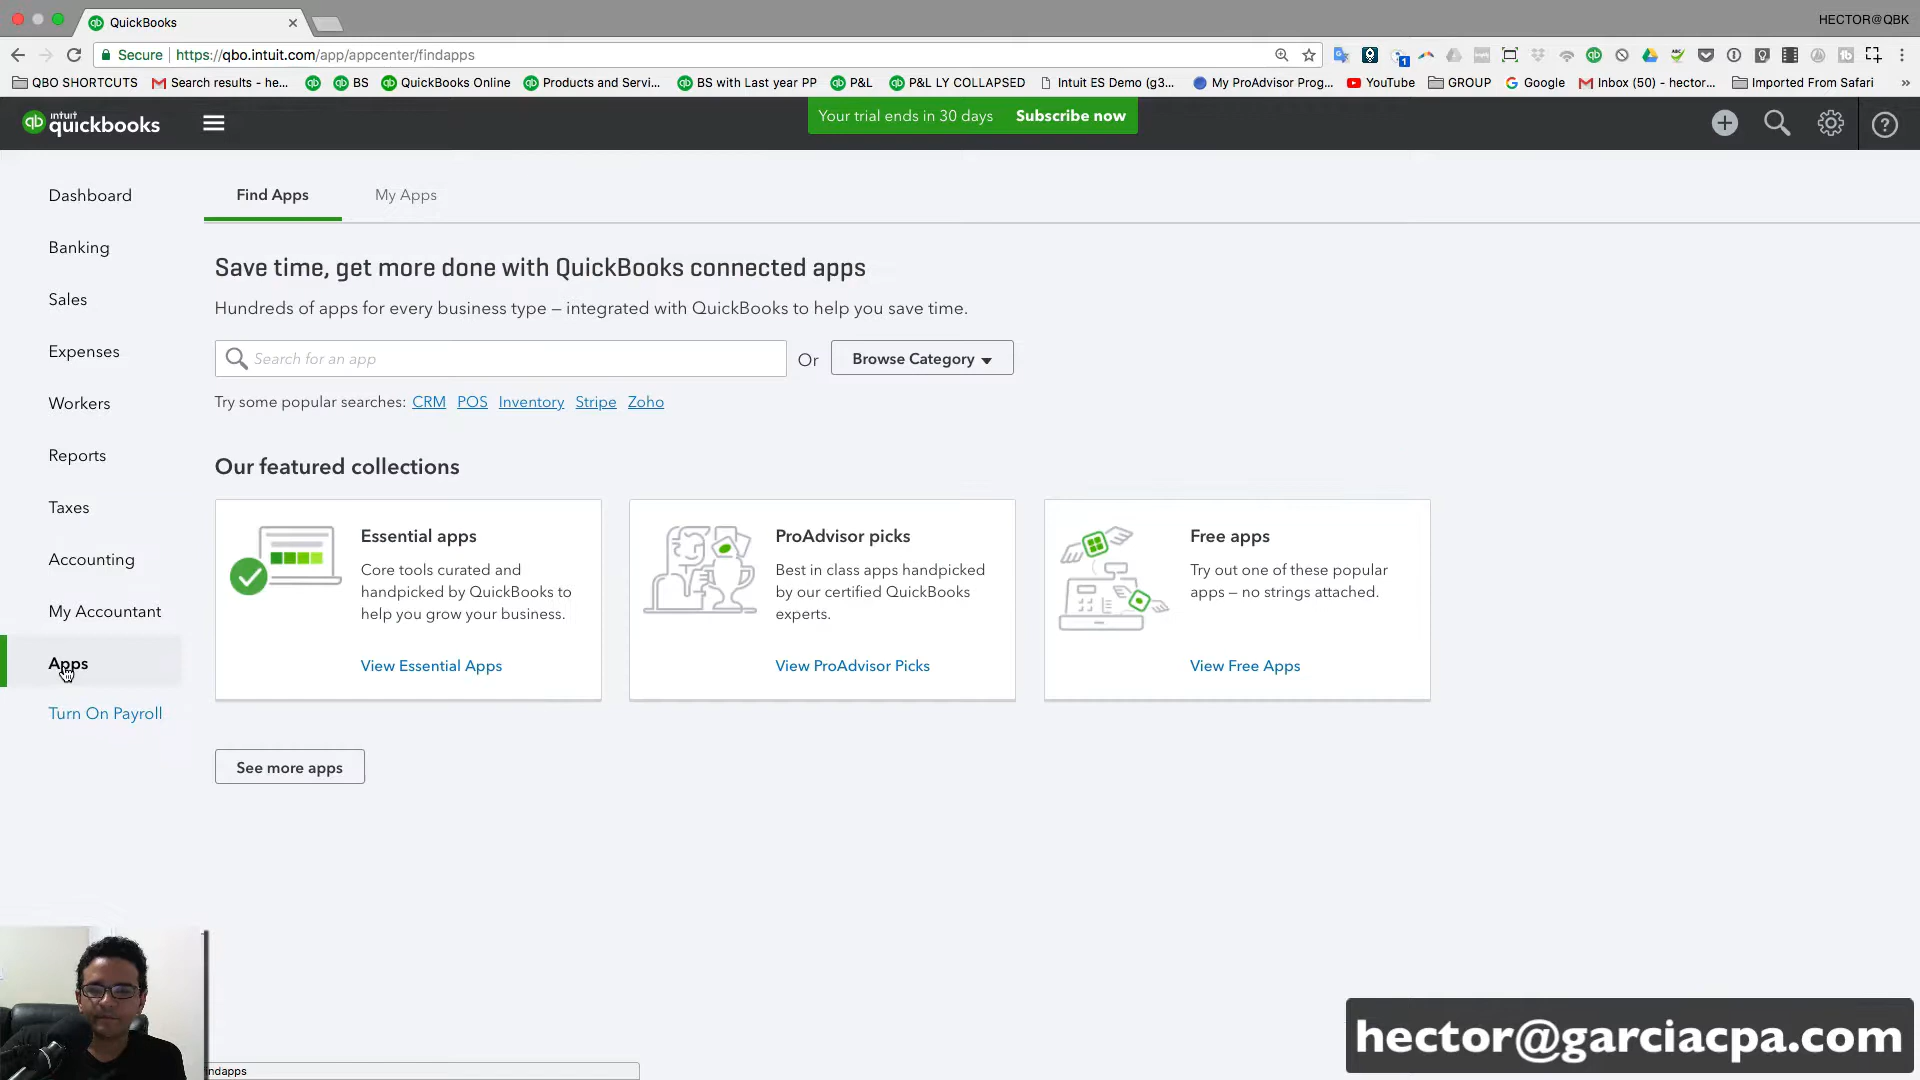 QuickBooks
HECTOR@QBK
Secure
https://qbo.intuit.com/app/appcenter/findapps
QBO SHORTCUTS
Search results - he...
BS
QuickBooks Online
Products and Servi...
BS with Last year PP
P&L
P&L LY COLLAPSED
Intuit ES Demo (g3...
My ProAdvisor Prog...
YouTube
GROUP
Google
Inbox (50) - hector...
Imported From Safari
intuit
quickbooks
Your trial ends in 30 days
Subscribe now
Dashboard
Banking
Sales
Expenses
Workers
Reports
Taxes
Accounting
My Accountant
Apps
Turn On Payroll
Find Apps
My Apps
Save time, get more done with QuickBooks connected apps
Hundreds of apps for every business type – integrated with QuickBooks to help you save time.
Search for an app
Or
Browse Category
Try some popular searches: CRM POS Inventory Stripe Zoho
Our featured collections
Essential apps
Core tools curated and
handpicked by QuickBooks to
help you grow your business.
View Essential Apps
ProAdvisor picks
Best in class apps handpicked
by our certified QuickBooks
experts.
View ProAdvisor Picks
Free apps
Try out one of these popular
apps – no strings attached.
View Free Apps
See more apps
hector@garciacpa.com
ndapps